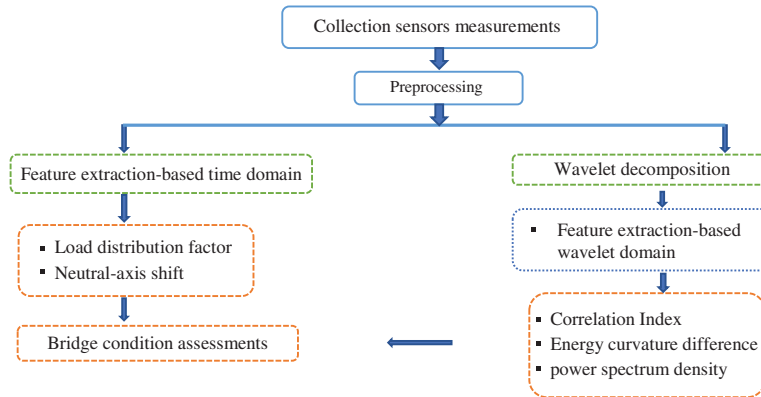 Collection sensors measurements
Preprocessing
Feature extraction-based time domain
Wavelet decomposition
▪ Load distribution factor
▪ Neutral-axis shift
▪ Feature extraction-based
wavelet domain
Bridge condition assessments
▪ Correlation Index
▪ Energy curvature difference
▪ power spectrum density